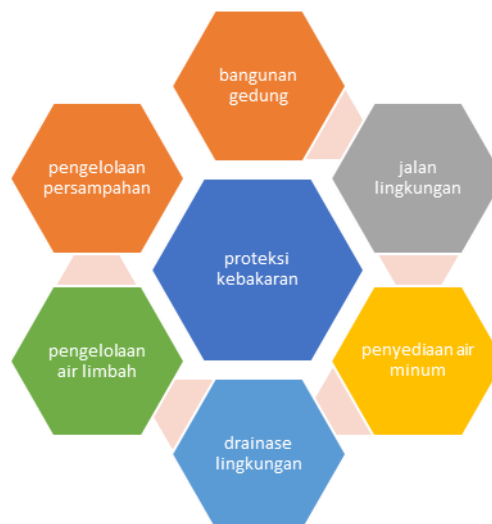 bangunan
gedung
pengelolaan
persampahan
jalan
lingkungan
proteksi
kebakaran
pengelolaan
air limbah
penyediaan air
minum
drainase
lingkungan